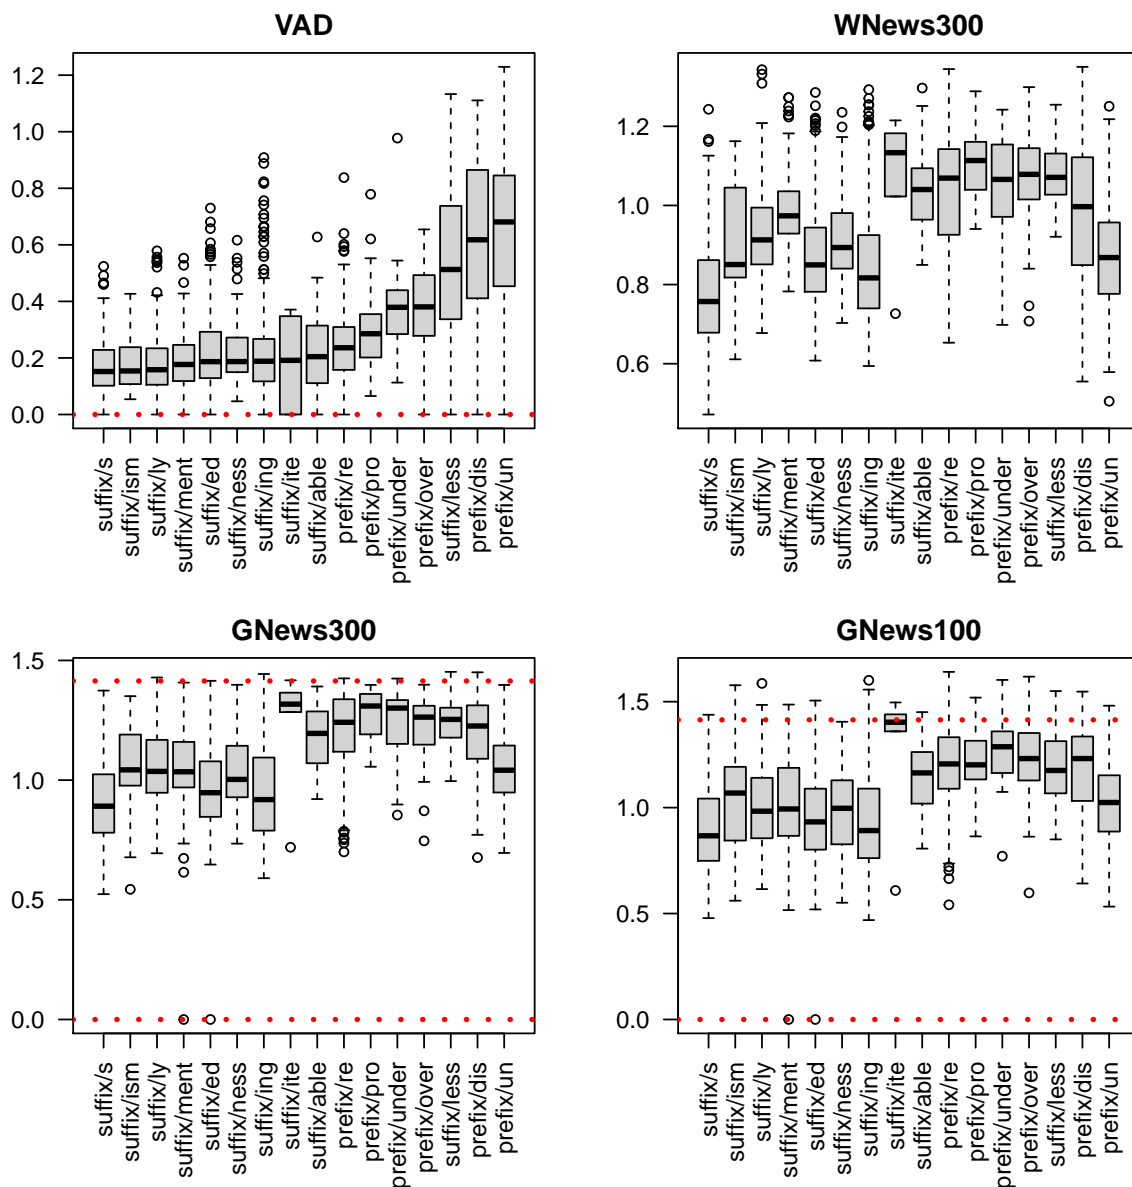 VAD
1.2
1.0
0.8
0.6
0.4
0.2
0.0
suffix/s
suffix/ism
suffix/ly
suffix/ment
suffix/ed
suffix/ness
suffix/ing
suffix/ite
suffix/able
prefix/re
prefix/pro
prefix/under
prefix/over
suffix/less
prefix/dis
prefix/un
WNews300
1.2
1.0
0.8
0.6
suffix/s
suffix/ism
suffix/ly
suffix/ment
suffix/ed
suffix/ness
suffix/ing
suffix/ite
suffix/able
prefix/re
prefix/pro
prefix/under
prefix/over
suffix/less
prefix/dis
prefix/un
GNews300
1.5
1.0
0.5
0.0
suffix/s
suffix/ism
suffix/ly
suffix/ment
suffix/ed
suffix/ness
suffix/ing
suffix/ite
suffix/able
prefix/re
prefix/pro
prefix/under
prefix/over
suffix/less
prefix/dis
prefix/un
GNews100
1.5
1.0
0.5
0.0
suffix/s
suffix/ism
suffix/ly
suffix/ment
suffix/ed
suffix/ness
suffix/ing
suffix/ite
suffix/able
prefix/re
prefix/pro
prefix/under
prefix/over
suffix/less
prefix/dis
prefix/un